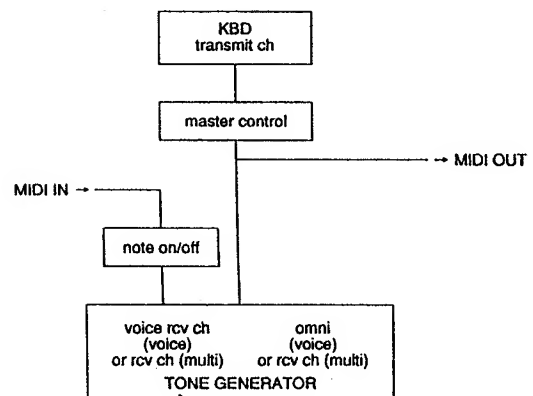 KBD
transmit ch
master control
→ MIDI OUT
MIDI IN →
note on/off
voice rcv ch
(voice)
or rcv ch (multi)
omni
(voice)
or rcv ch (multi)
TONE GENERATOR